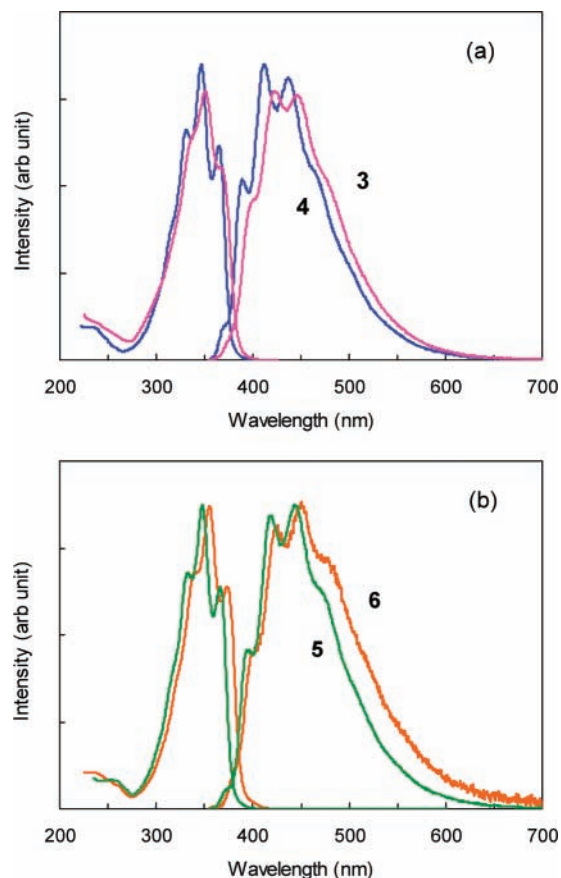 (a)
Intensity (arb unit)
3
4
200 300 400 500 600 700
Wavelength (nm)
(b)
Intensity (arb unit)
6
5
200 300 400 500 600 700
Wavelength (nm)